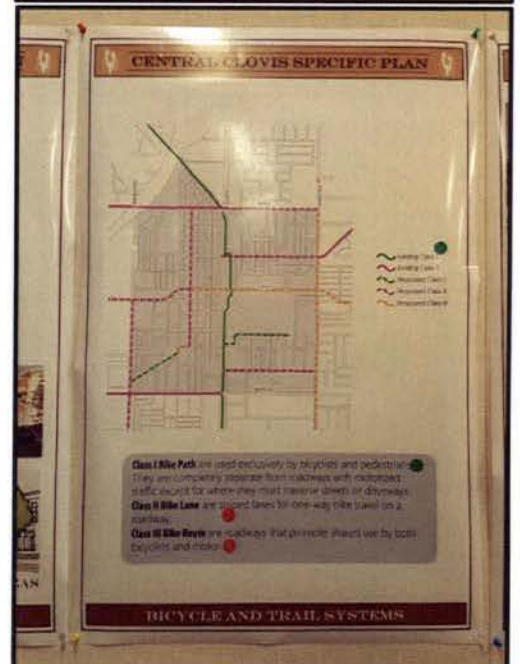 CENTRAL CLOVIS SPECIFIC PLAN
Existing Class I
Existing Class II
Proposed Class I
Proposed Class II
Proposed Class III
Class I Bike Path are used exclusively by bicyclists and pedestrians
They are completely separate from roadways with motorized
traffic except for where they must traverse streets or driveways.
Class II Bike Lane are striped lanes for one-way bike travel on a
roadway.
Class III Bike Route are roadways that promote shared use by both
bicyclists and motor
BICYCLE AND TRAIL SYSTEMS
AS